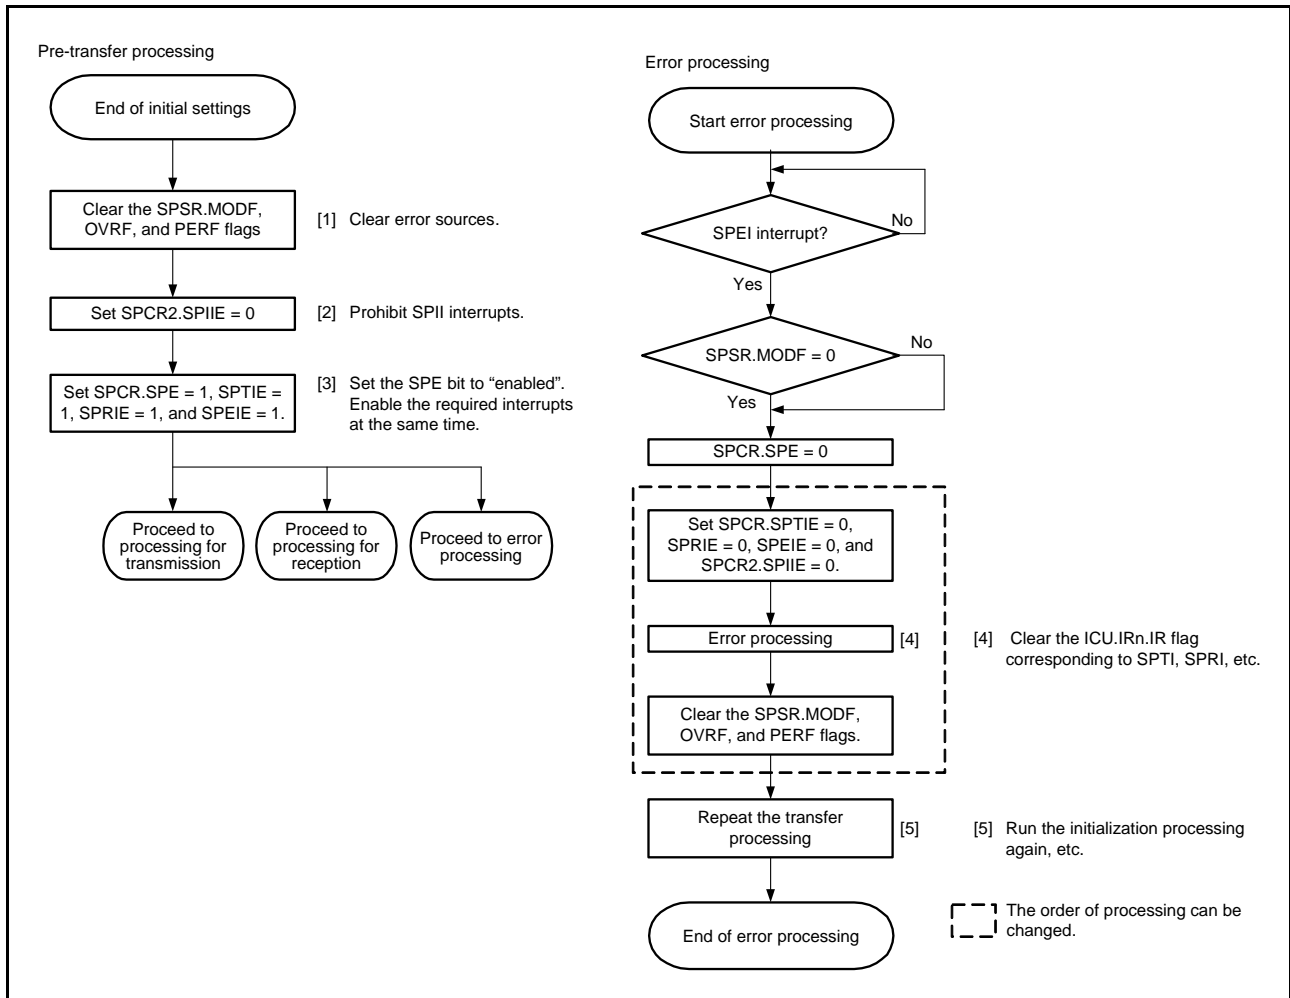 Pre-transfer processing
End of initial settings
Clear the SPSR.MODF,
OVRF, and PERF flags
[1] Clear error sources.
Set SPCR2.SPIIE = 0
[2] Prohibit SPII interrupts.
Set SPCR.SPE = 1, SPTIE =
1, SPRIE = 1, and SPEIE = 1.
[3] Set the SPE bit to “enabled”.
Enable the required interrupts
at the same time.
Proceed to
processing for
transmission
Proceed to
processing for
reception
Proceed to error
processing
Error processing
Start error processing
SPEI interrupt?
No
Yes
SPSR.MODF = 0
No
Yes
SPCR.SPE = 0
Set SPCR.SPTIE = 0,
SPRIE = 0, SPEIE = 0, and
SPCR2.SPIIE = 0.
Error processing
[4]
[4] Clear the ICU.IRn.IR flag
corresponding to SPTI, SPRI, etc.
Clear the SPSR.MODF,
OVRF, and PERF flags.
Repeat the transfer
processing
[5]
[5] Run the initialization processing
again, etc.
End of error processing
The order of processing can be
changed.